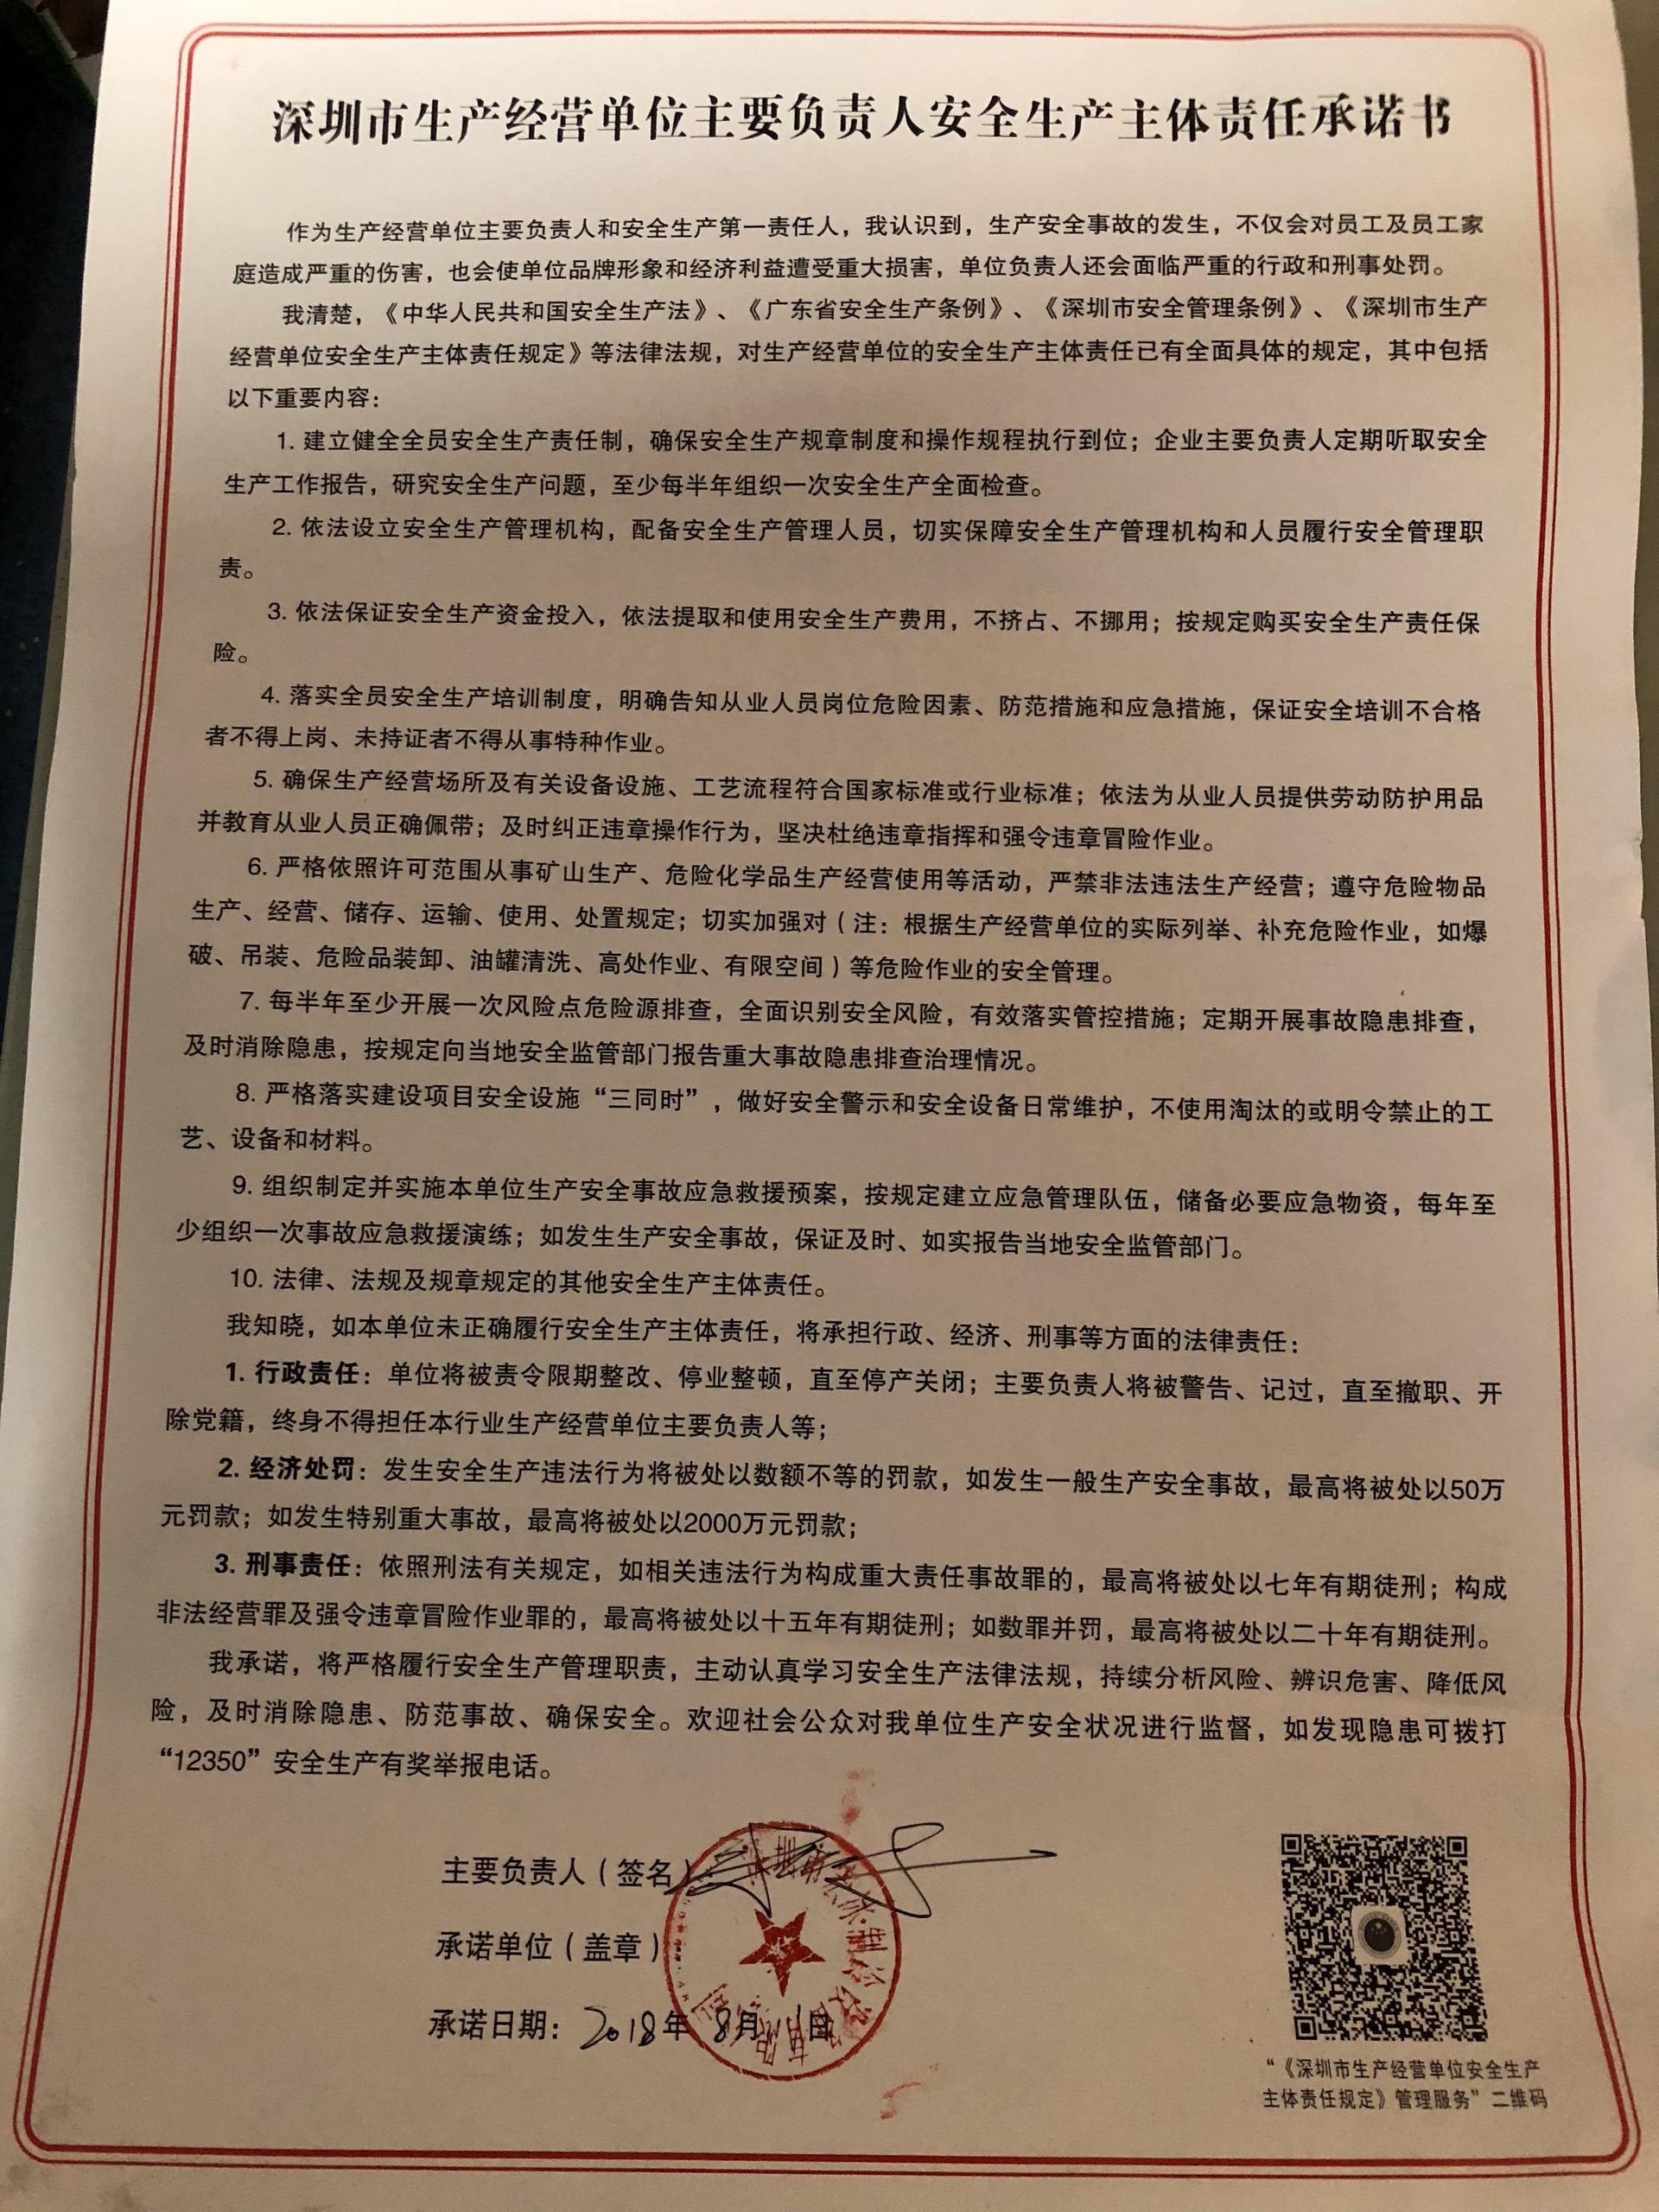 深圳市生产经营单位主要负责人安全生产主体责任承诺书
作为生产经营单位主要负责人和安全生产第一责任人，我认识到，生产安全事故的发生，不仅会对员工及员工家
庭造成严重的伤害，也会使单位品牌形象和经济利益遭受重大损害，单位负责人还会面临严重的行政和刑事处罚。
我清楚，《中华人民共和国安全生产法》、《广东省安全生产条例》、《深圳市安全管理条例》、《深圳市生产
经营单位安全生产主体责任规定》等法律法规，对生产经营单位的安全生产主体责任已有全面具体的规定，其中包括
以下重要内容：
1. 建立健全全员安全生产责任制，确保安全生产规章制度和操作规程执行到位；企业主要负责人定期听取安全
生产工作报告，研究安全生产问题，至少每半年组织一次安全生产全面检查。
2. 依法设立安全生产管理机构，配备安全生产管理人员，切实保障安全生产管理机构和人员履行安全管理职
责。
3. 依法保证安全生产资金投入，依法提取和使用安全生产费用，不挤占、不挪用；按规定购买安全生产责任保
险。
4. 落实全员安全生产培训制度，明确告知从业人员岗位危险因素、防范措施和应急措施，保证安全培训不合格
者不得上岗、未持证者不得从事特种作业。
5. 确保生产经营场所及有关设备设施、工艺流程符合国家标准或行业标准；依法为从业人员提供劳动防护用品
并教育从业人员正确佩带；及时纠正违章操作行为，坚决杜绝违章指挥和强令违章冒险作业。
6. 严格依照许可范围从事矿山生产、危险化学品生产经营使用等活动，严禁非法违法生产经营；遵守危险物品
生产、经营、储存、运输、使用、处置规定；切实加强对（注：根据生产经营单位的实际列举、补充危险作业，如爆
破、吊装、危险品装卸、油罐清洗、高处作业、有限空间）等危险作业的安全管理。
7. 每半年至少开展一次风险点危险源排查，全面识别安全风险，有效落实管控措施；定期开展事故隐患排查，
及时消除隐患，按规定向当地安全监管部门报告重大事故隐患排查治理情况。
8. 严格落实建设项目安全设施“三同时”，做好安全警示和安全设备日常维护，不使用淘汰的或明令禁止的工
艺、设备和材料。
9. 组织制定并实施本单位生产安全事故应急救援预案，按规定建立应急管理队伍，储备必要应急物资，每年至
少组织一次事故应急救援演练；如发生生产安全事故，保证及时、如实报告当地安全监管部门。
10. 法律、法规及规章规定的其他安全生产主体责任。
我知晓，如本单位未正确履行安全生产主体责任，将承担行政、经济、刑事等方面的法律责任：
1. 行政责任：单位将被责令限期整改、停业整顿，直至停产关闭；主要负责人将被警告、记过，直至撤职、开
除党籍，终身不得担任本行业生产经营单位主要负责人等；
2. 经济处罚：发生安全生产违法行为将被处以数额不等的罚款，如发生一般生产安全事故，最高将被处以50万
元罚款；如发生特别重大事故，最高将被处以2000万元罚款；
3. 刑事责任：依照刑法有关规定，如相关违法行为构成重大责任事故罪的，最高将被处以七年有期徒刑；构成
非法经营罪及强令违章冒险作业罪的，最高将被处以十五年有期徒刑；如数罪并罚，最高将被处以二十年有期徒刑。
我承诺，将严格履行安全生产管理职责，主动认真学习安全生产法律法规，持续分析风险、辨识危害、降低风
险，及时消除隐患、防范事故、确保安全。欢迎社会公众对我单位生产安全状况进行监督，如发现隐患可拨打
“12350”安全生产有奖举报电话。
主要负责人（签名）
承诺单位（盖章）
承诺日期：2018年 8月 1日
“《深圳市生产经营单位安全生产
主体责任规定》管理服务”二维码